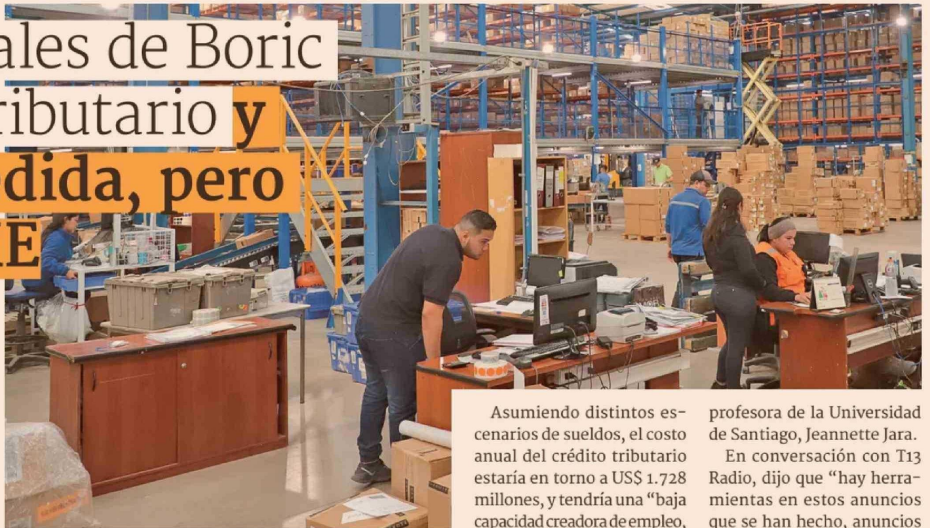 ales de Boric
ributario y
edida, pero
E
Asumiendo distintos es-
cenarios de sueldos, el costo
anual del crédito tributario
estaría en torno a US$ 1.728
millones, y tendría una “baja
capacidad creadora de empleo,
profesora de la Universidad
de Santiago, Jeannette Jara.
En conversación con T13
Radio, dijo que “hay herra-
mientas en estos anuncios
que se han hecho, anuncios